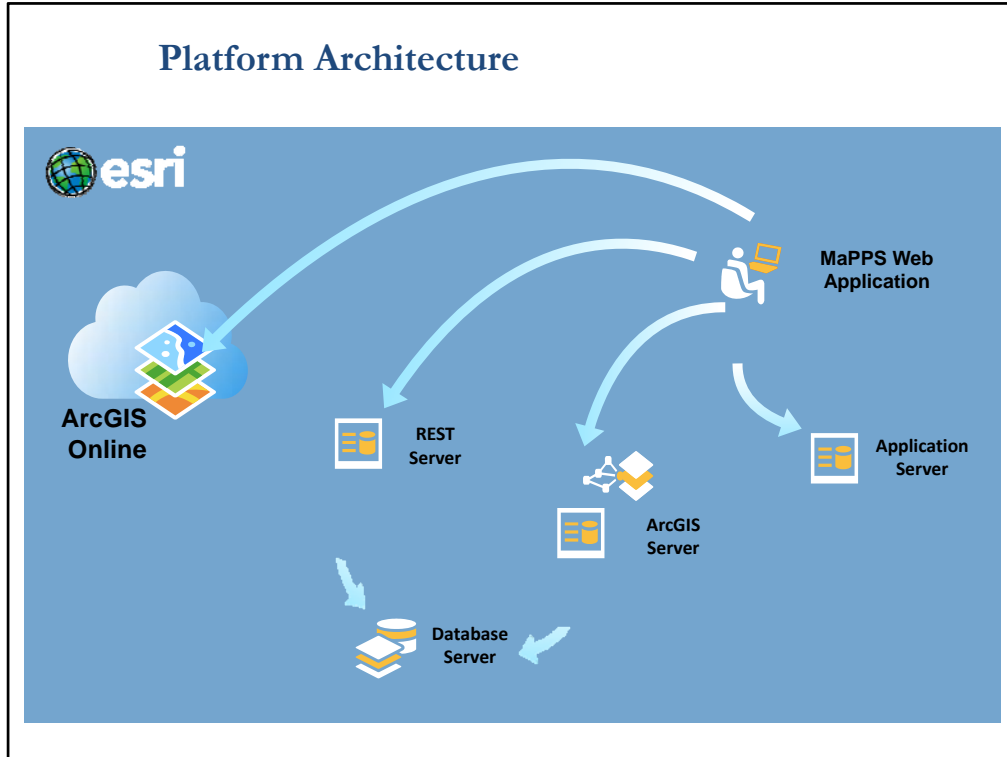 Platform Architecture
esri
MaPPS Web
Application
ArcGIS
Online
REST
Server
Application
Server
ArcGIS
Server
Database
Server